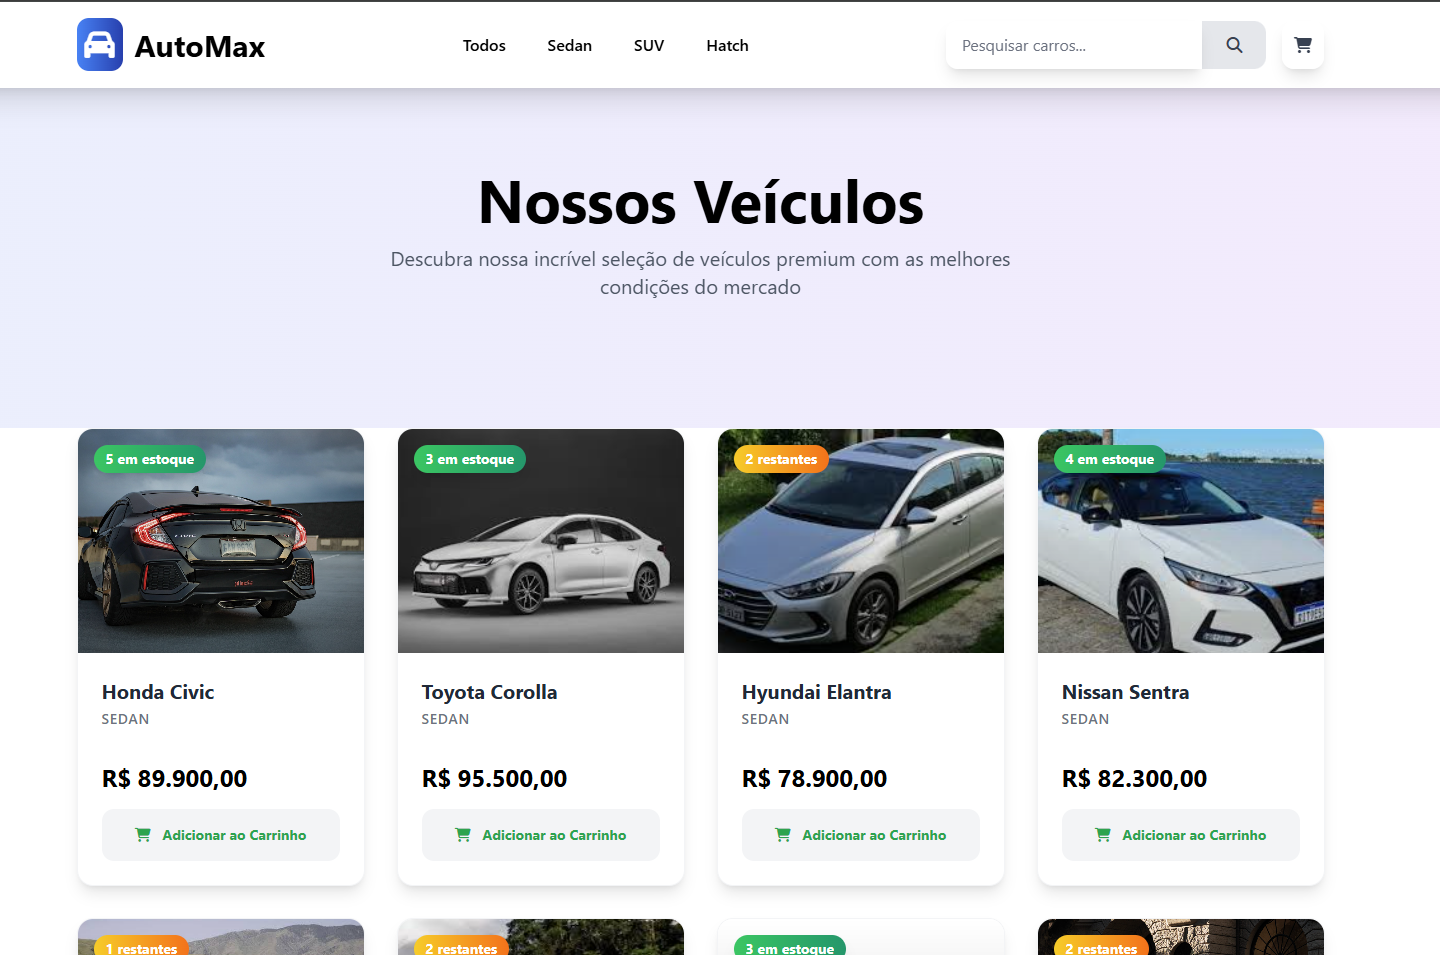 AutoMax
Todos Sedan SUV Hatch
Pesquisar carros...
Nossos Veículos
Descubra nossa incrível seleção de veículos premium com as melhores
condições do mercado
5 em estoque
3 em estoque
2 restantes
4 em estoque
Honda Civic
SEDAN
R$ 89.900,00
Adicionar ao Carrinho
Toyota Corolla
SEDAN
R$ 95.500,00
Adicionar ao Carrinho
Hyundai Elantra
SEDAN
R$ 78.900,00
Adicionar ao Carrinho
Nissan Sentra
SEDAN
R$ 82.300,00
Adicionar ao Carrinho
1 restantes
2 restantes
3 em estoque
2 restantes